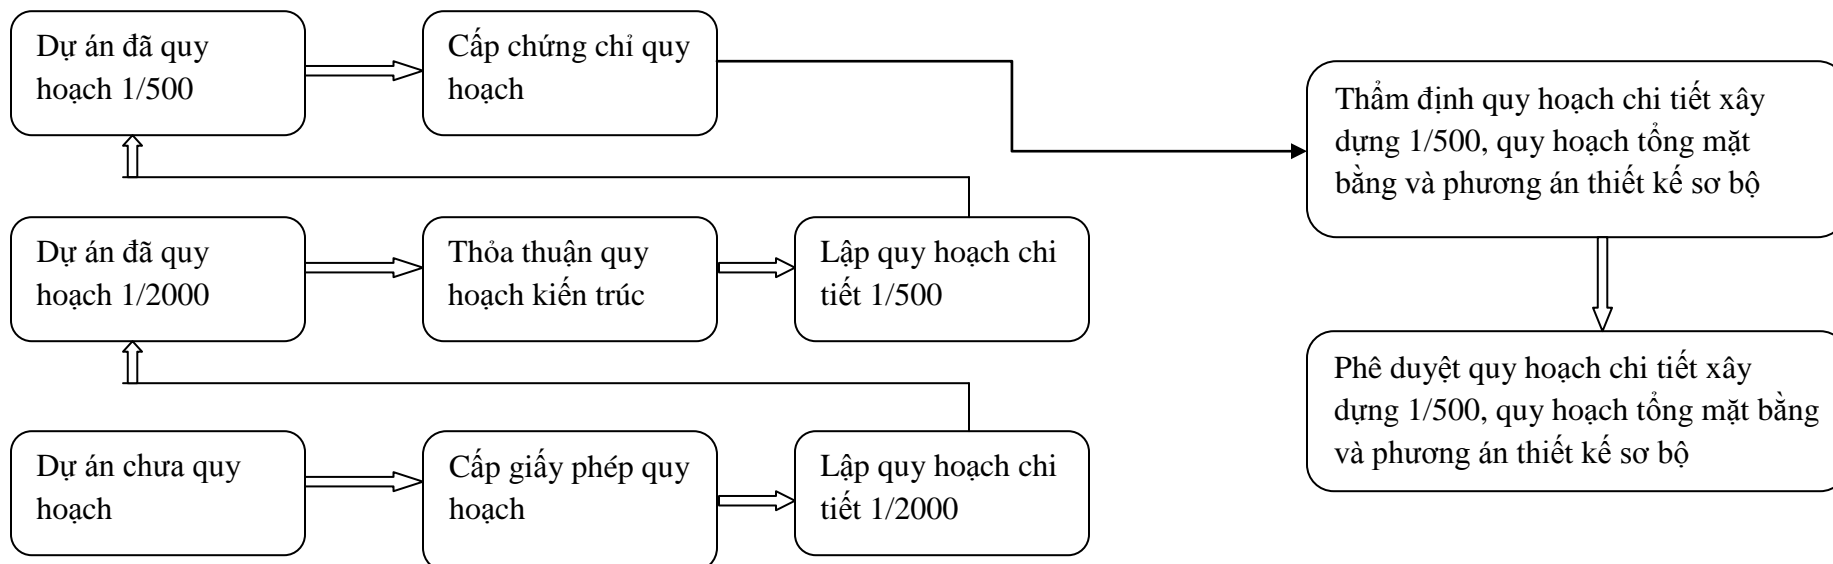 Dự án đã quy
hoạch 1/500
Cấp chứng chỉ quy
hoạch
Thẩm định quy hoạch chi tiết xây
dựng 1/500, quy hoạch tổng mặt
bằng và phương án thiết kế sơ bộ
Dự án đã quy
hoạch 1/2000
Thỏa thuận quy
hoạch kiến trúc
Lập quy hoạch chi
tiết 1/500
Phê duyệt quy hoạch chi tiết xây
dựng 1/500, quy hoạch tổng mặt bằng
và phương án thiết kế sơ bộ
Dự án chưa quy
hoạch
Cấp giấy phép quy
hoạch
Lập quy hoạch chi
tiết 1/2000